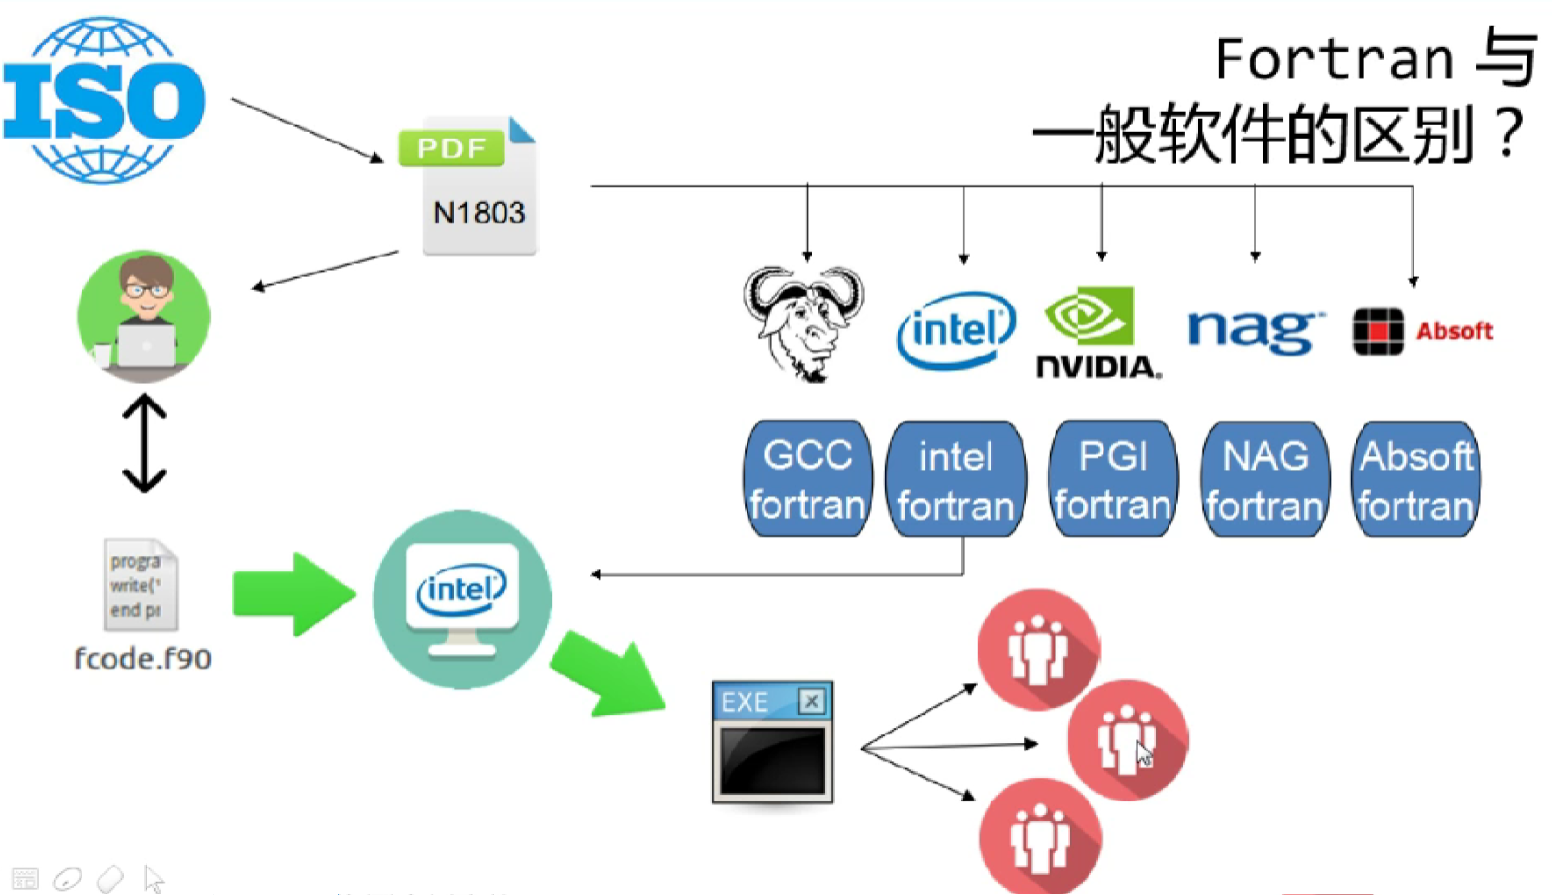 Fortran 与
一般软件的区别？
ISO
PDF
N1803
intel
NVIDIA.
nag
Absoft
GCC
fortran
intel
fortran
PGI
fortran
NAG
fortran
Absoft
fortran
progra
write('
end pr
fcode.f90
intel
EXE